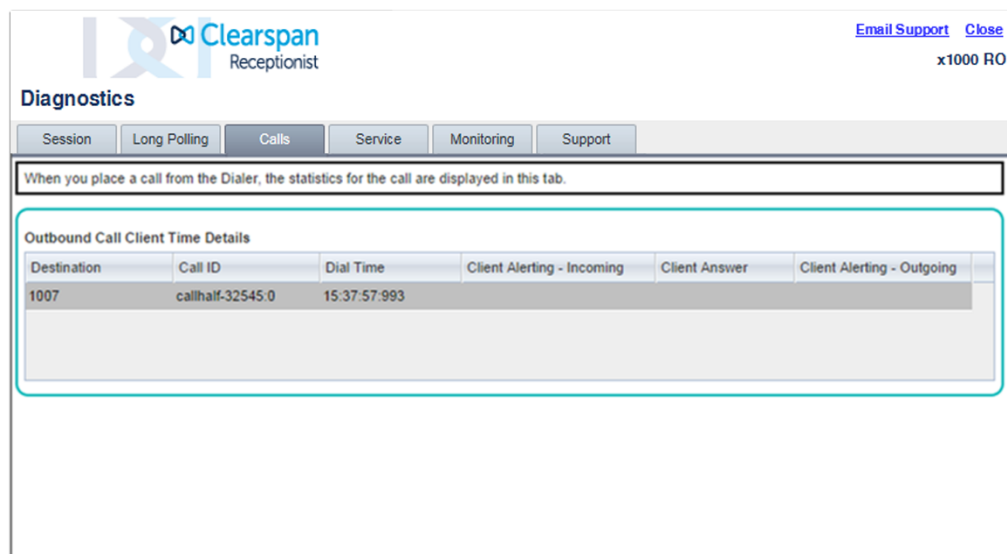 Clearspan
Receptionist
Email Support Close
x1000 RO
Diagnostics
Session Long Polling Calls Service Monitoring Support
When you place a call from the Dialer, the statistics for the call are displayed in this tab.
Outbound Call Client Time Details
Destination Call ID Dial Time Client Alerting - Incoming Client Answer Client Alerting - Outgoing
1007 callhalf-32545:0 15:37:57:993